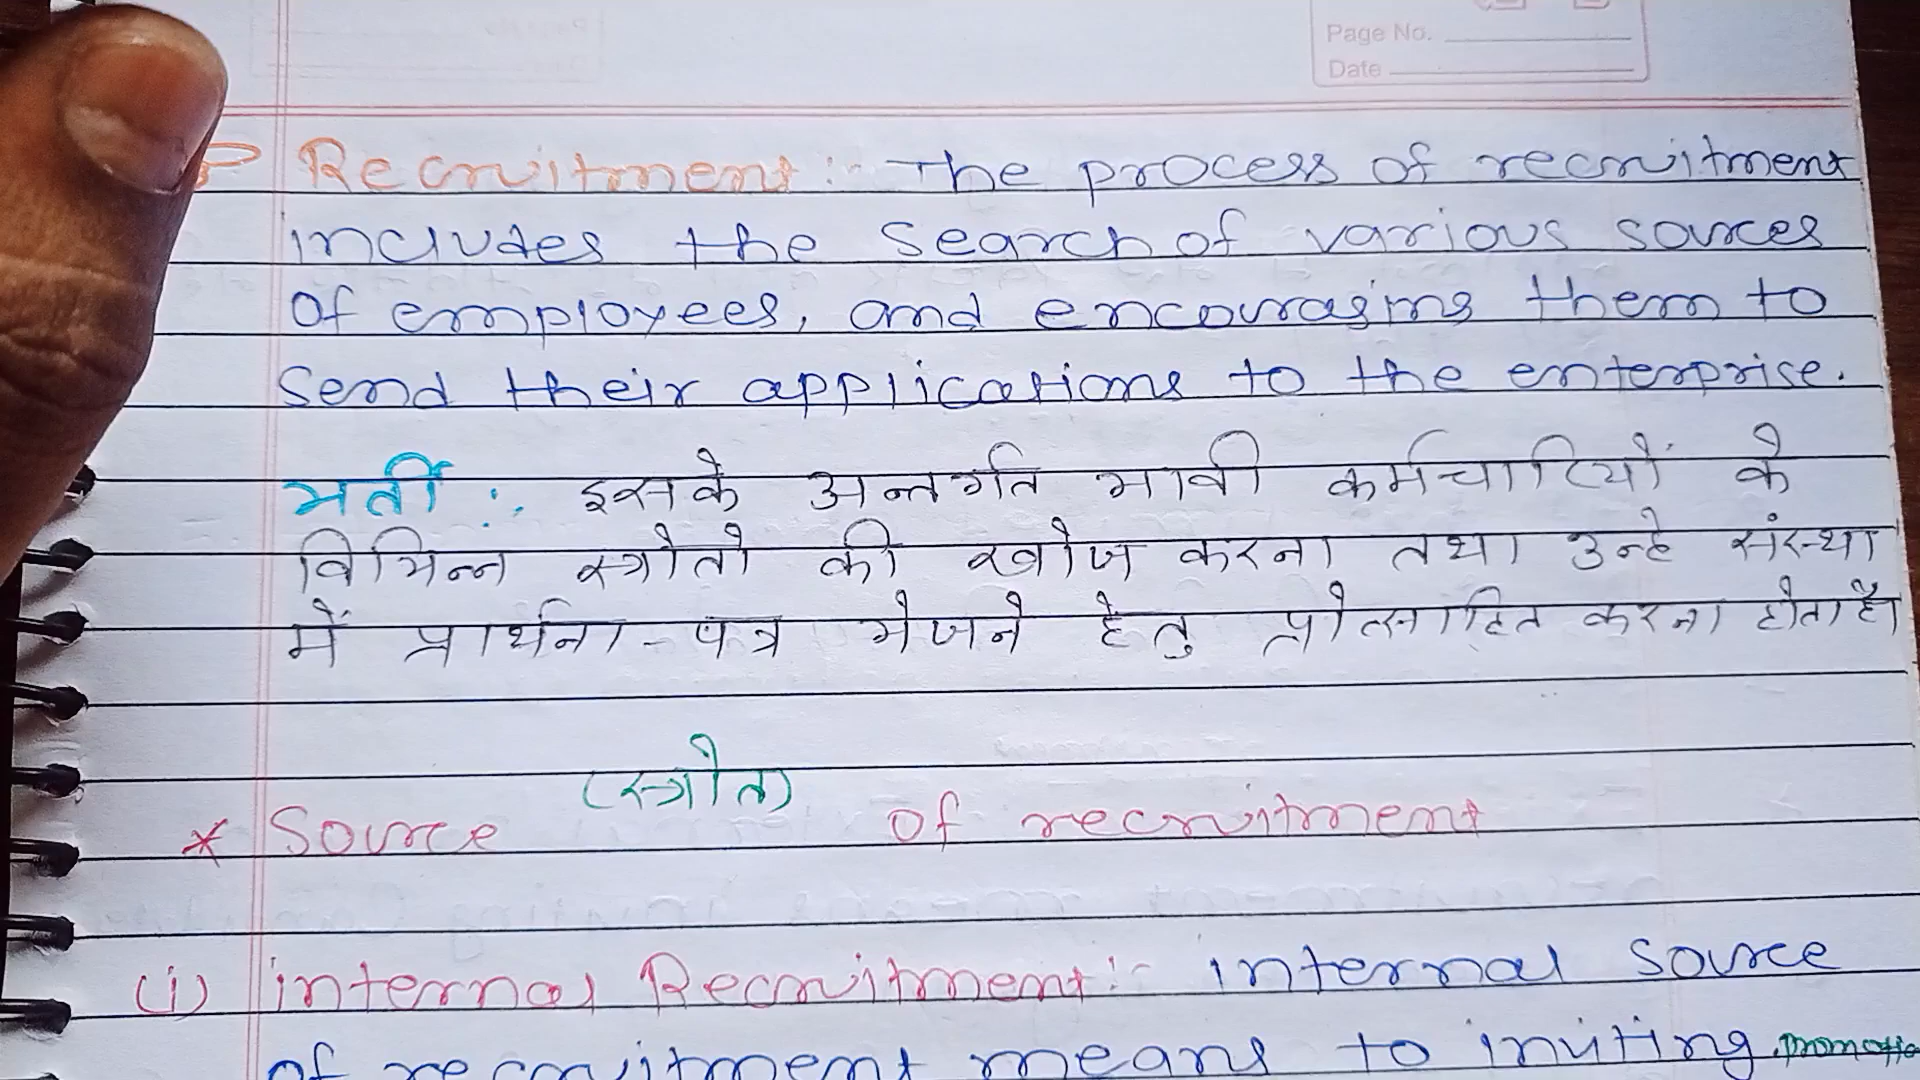 Page No.
Date
Recruitment :- The process of recruitment
includes the search of various sources
of employees, and encouraging them to
send their applications to the enterprise.
भर्ती :- इसके अन्तर्गत भावी कर्मचारियों के
विभिन्न स्त्रोतो की खोज करना तथा उन्हे संस्था
में प्रार्थना-पत्र भेजने हेतु प्रोत्साहित करना होता है।
(स्त्रोत)
* Source of recruitment
(i) internal Recruitment :- internal source
of recruitment means to inviting